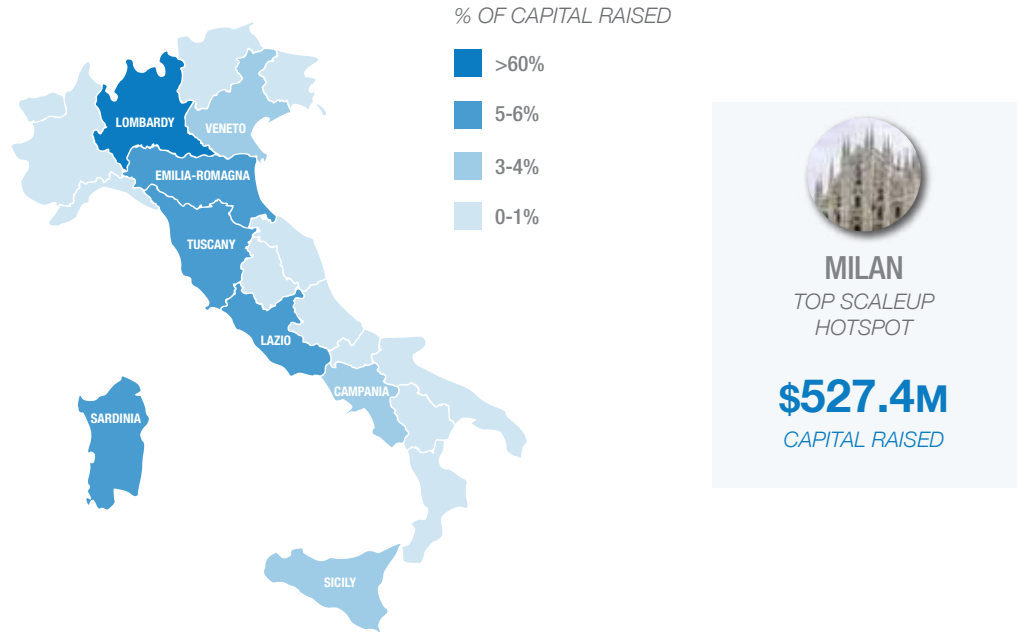 % OF CAPITAL RAISED
>60%
5-6%
3-4%
0-1%
LOMBARDY
VENETO
EMILIA-ROMAGNA
TUSCANY
LAZIO
CAMPANIA
SARDINIA
SICILY
MILAN
TOP SCALEUP
HOTSPOT
$527.4M
CAPITAL RAISED